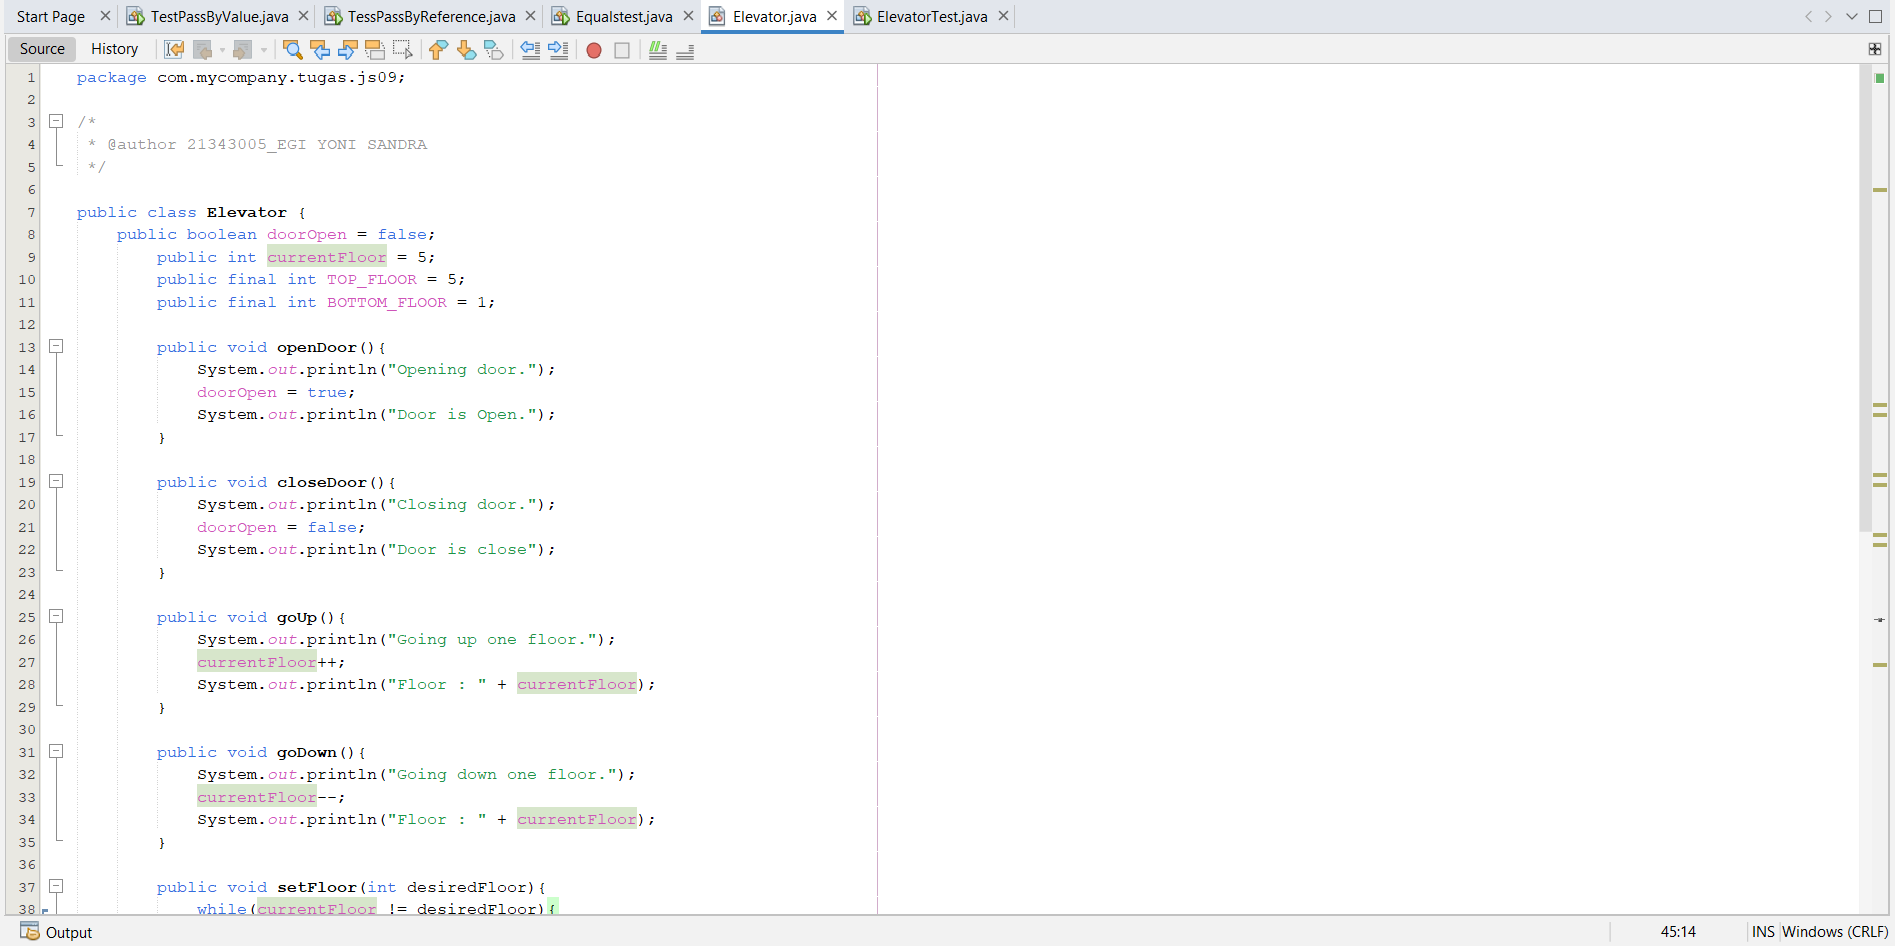 Start Page TestPassByValue.java TessPassByReference.java Equalstest.java Elevator.java ElevatorTest.java
Source History
1 package com.mycompany.tugas.js09;
2
3 /*
4 * @author 21343005_EGI YONI SANDRA
5 */
6
7 public class Elevator {
8 public boolean doorOpen = false;
9 public int currentFloor = 5;
10 public final int TOP_FLOOR = 5;
11 public final int BOTTOM_FLOOR = 1;
12
13 public void openDoor(){
14 System.out.println("Opening door.");
15 doorOpen = true;
16 System.out.println("Door is Open.");
17 }
18
19 public void closeDoor(){
20 System.out.println("Closing door.");
21 doorOpen = false;
22 System.out.println("Door is close");
23 }
24
25 public void goUp(){
26 System.out.println("Going up one floor.");
27 currentFloor++;
28 System.out.println("Floor : " + currentFloor);
29 }
30
31 public void goDown(){
32 System.out.println("Going down one floor.");
33 currentFloor--;
34 System.out.println("Floor : " + currentFloor);
35 }
36
37 public void setFloor(int desiredFloor){
38 while(currentFloor != desiredFloor){
Output 45:14 INS Windows (CRLF)